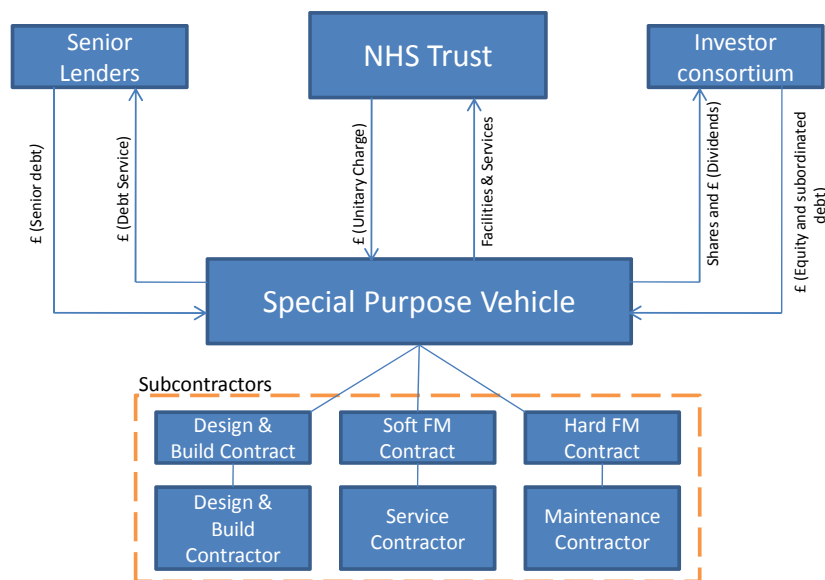 Senior
Lenders
NHS Trust
Investor
consortium
£ (Senior debt)
£ (Debt Service)
£ (Unitary Charge)
Facilities & Services
Shares and £ (Dividends)
£ (Equity and subordinated
debt)
Special Purpose Vehicle
Subcontractors
Design &
Build Contract
Soft FM
Contract
Hard FM
Contract
Design &
Build
Contractor
Service
Contractor
Maintenance
Contractor